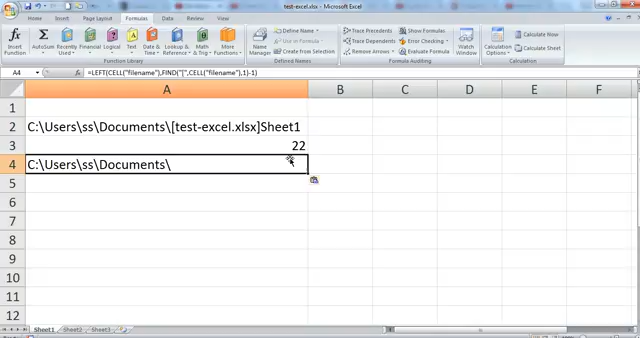 test-excel.xlsx - Microsoft Excel
Home Insert Page Layout Formulas Data Review View
Insert Function
AutoSum
Recently Used
Financial
Logical
Text
Date & Time
Lookup & Reference
Math & Trig
More Functions
Function Library
Name Manager
Define Name
Use in Formula
Create from Selection
Defined Names
Trace Precedents
Trace Dependents
Remove Arrows
Show Formulas
Error Checking
Evaluate Formula
Formula Auditing
Watch Window
Calculation Options
Calculate Now
Calculate Sheet
Calculation
A4 fx =LEFT(CELL("filename"),FIND("[",CELL("filename"),1)-1)
A B C D E F
1
2 C:\Users\ss\Documents\[test-excel.xlsx]Sheet1
3 22
4 C:\Users\ss\Documents\
5
6
7
8
9
10
11
12
Sheet1 Sheet2 Sheet3